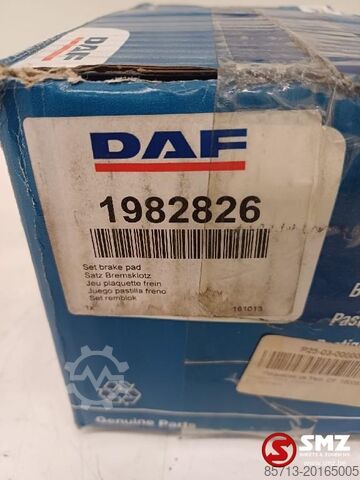 DAF
1982826
Set brake pad
Satz Bremsklotz
Jeu plaquette frein
Juego pastilla freno
Set remblok
1x
161013
Genuine Parts
SMZ
85713-20165005